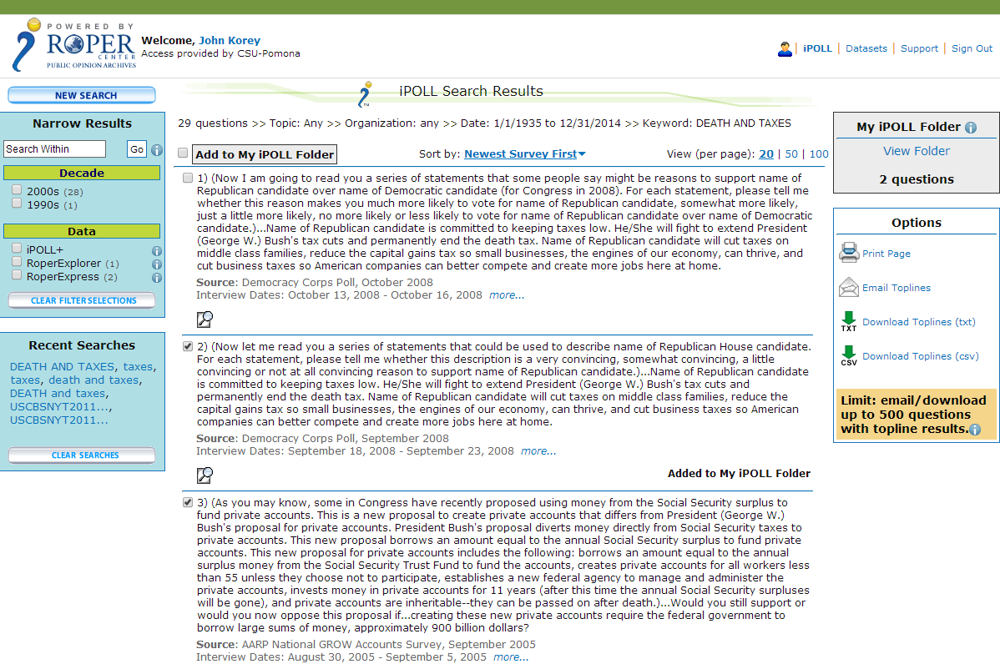 POWERED BY
ROPER
CENTER
PUBLIC OPINION ARCHIVES
Welcome, John Korey
Access provided by CSU-Pomona
iPOLL | Datasets | Support | Sign Out
NEW SEARCH
Narrow Results
Search Within
Go
Decade
2000s (28)
1990s (1)
Data
iPOLL+
RoperExplorer (1)
RoperExpress (2)
CLEAR FILTER SELECTIONS
Recent Searches
DEATH AND TAXES, taxes,
taxes, death and taxes,
DEATH and taxes,
USCBSNYT2011...,
USCBSNYT2011...
CLEAR SEARCHES
TM
iPOLL Search Results
29 questions >> Topic: Any >> Organization: any >> Date: 1/1/1935 to 12/31/2014 >> Keyword: DEATH AND TAXES
Add to My iPOLL Folder
Sort by: Newest Survey First
View (per page): 20 | 50 | 100
1) (Now I am going to read you a series of statements that some people say might be reasons to support name of
Republican candidate over name of Democratic candidate (for Congress in 2008). For each statement, please tell me
whether this reason makes you much more likely to vote for name of Republican candidate, somewhat more likely,
just a little more likely, no more likely or less likely to vote for name of Republican candidate over name of Democratic
candidate.)...Name of Republican candidate is committed to keeping taxes low. He/She will fight to extend President
(George W.) Bush's tax cuts and permanently end the death tax. Name of Republican candidate will cut taxes on
middle class families, reduce the capital gains tax so small businesses, the engines of our economy, can thrive, and
cut business taxes so American companies can better compete and create more jobs here at home.
Source: Democracy Corps Poll, October 2008
Interview Dates: October 13, 2008 - October 16, 2008 more...
2) (Now let me read you a series of statements that could be used to describe name of Republican House candidate.
For each statement, please tell me whether this description is a very convincing, somewhat convincing, a little
convincing or not at all convincing reason to support name of Republican candidate.)...Name of Republican candidate
is committed to keeping taxes low. He/She will fight to extend President (George W.) Bush's tax cuts and
permanently end the death tax. Name of Republican candidate will cut taxes on middle class families, reduce the
capital gains tax so small businesses, the engines of our economy, can thrive, and cut business taxes so American
companies can better compete and create more jobs here at home.
Source: Democracy Corps Poll, September 2008
Interview Dates: September 18, 2008 - September 23, 2008 more...
Added to My iPOLL Folder
3) (As you may know, some in Congress have recently proposed using money from the Social Security surplus to
fund private accounts. This is a new proposal to create private accounts that differs from President (George W.)
Bush's proposal for private accounts. President Bush's proposal diverts money directly from Social Security taxes to
private accounts. This new proposal borrows an amount equal to the annual Social Security surplus to fund private
accounts. This new proposal for private accounts includes the following: borrows an amount equal to the annual
surplus money from the Social Security Trust Fund to fund the accounts, creates private accounts for all workers less
than 55 unless they choose not to participate, establishes a new federal agency to manage and administer the
private accounts, invests money in private accounts for 11 years (after this time the annual Social Security surpluses
will be gone), and private accounts are inheritable--they can be passed on after death.)...Would you still support or
would you now oppose this proposal if...creating these new private accounts require the federal government to
borrow large sums of money, approximately 900 billion dollars?
Source: AARP National GROW Accounts Survey, September 2005
Interview Dates: August 30, 2005 - September 5, 2005 more...
My iPOLL Folder
View Folder
2 questions
Options
Print Page
Email Toplines
TXT
Download Toplines (txt)
CSV
Download Toplines (csv)
Limit: email/download
up to 500 questions
with topline results.